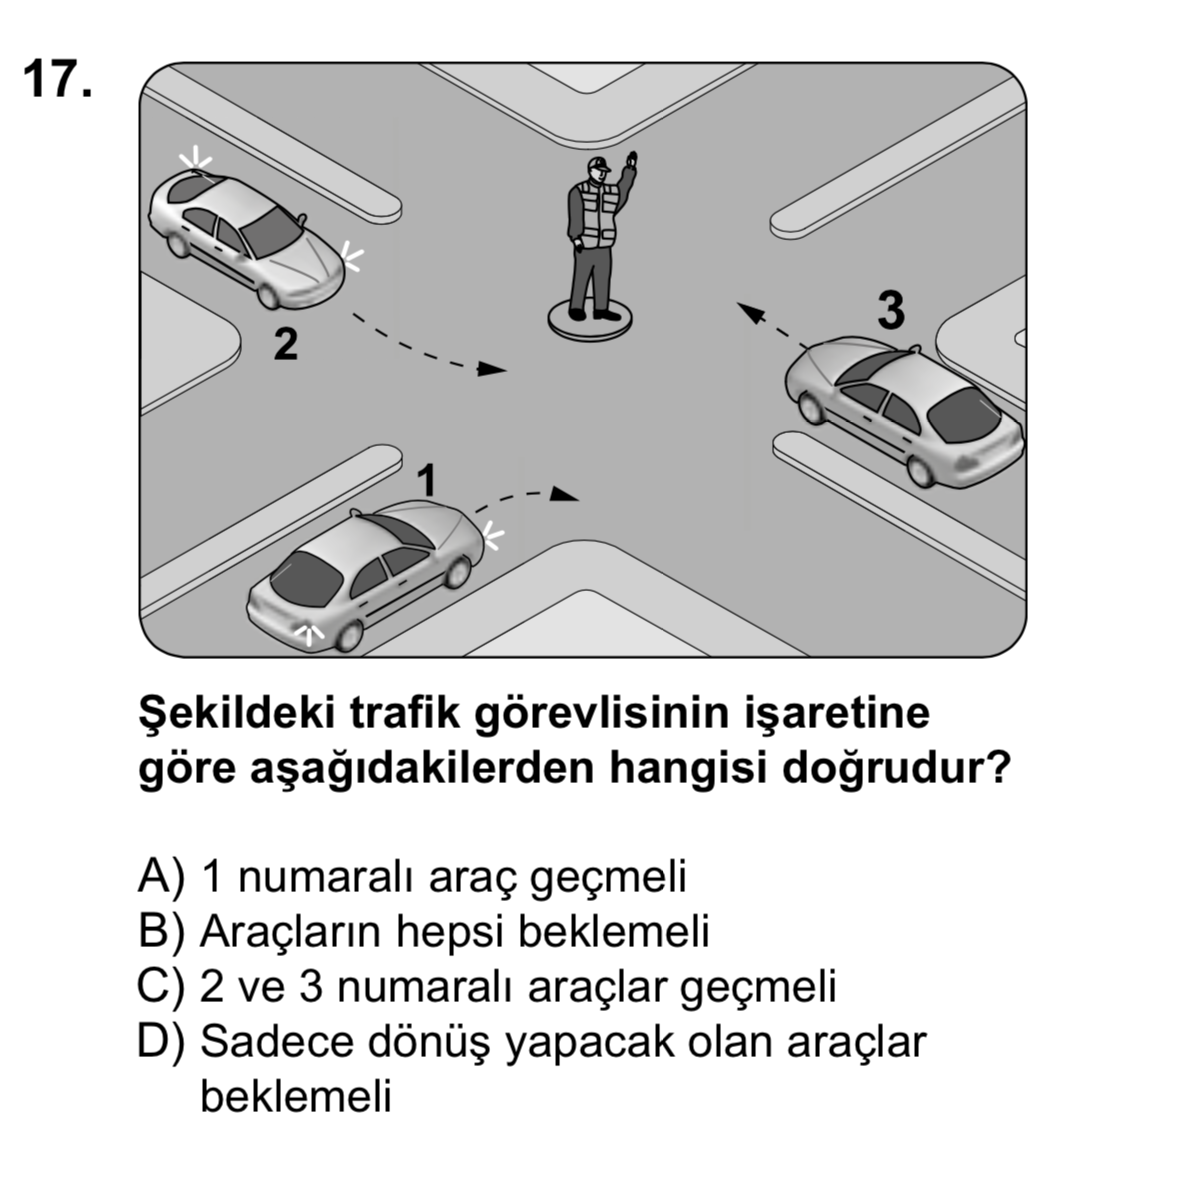 17.
3
2
1
Şekildeki trafik görevlisinin işaretine
göre aşağıdakilerden hangisi doğrudur?
A) 1 numaralı araç geçmeli
B) Araçların hepsi beklemeli
C) 2 ve 3 numaralı araçlar geçmeli
D) Sadece dönüş yapacak olan araçlar
beklemeli